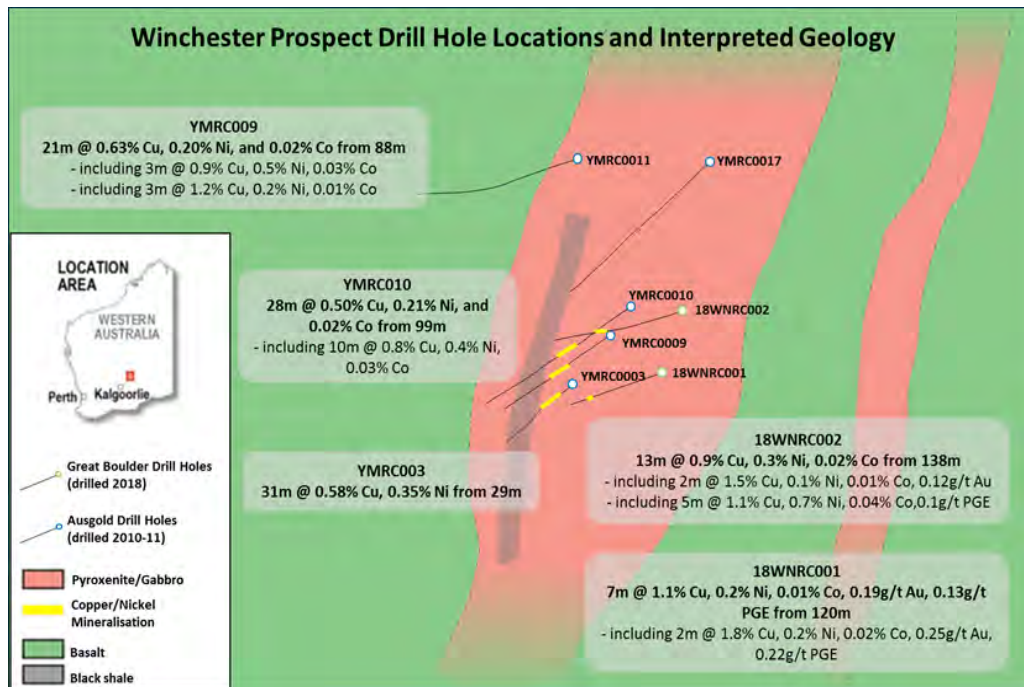 Winchester Prospect Drill Hole Locations and Interpreted Geology
YMRC009
21m @ 0.63% Cu, 0.20% Ni, and 0.02% Co from 88m
- including 3m @ 0.9% Cu, 0.5% Ni, 0.03% Co
- including 3m @ 1.2% Cu, 0.2% Ni, 0.01% Co
YMRC0011
YMRC0017
YMRC010
28m @ 0.50% Cu, 0.21% Ni, and
0.02% Co from 99m
- including 10m @ 0.8% Cu, 0.4% Ni,
0.03% Co
YMRC0010
18WNRC002
YMRC0009
YMRC0003
18WNRC001
YMRC003
31m @ 0.58% Cu, 0.35% Ni from 29m
18WNRC002
13m @ 0.9% Cu, 0.3% Ni, 0.02% Co from 138m
- including 2m @ 1.5% Cu, 0.1% Ni, 0.01% Co, 0.12g/t Au
- including 5m @ 1.1% Cu, 0.7% Ni, 0.04% Co,0.1g/t PGE
18WNRC001
7m @ 1.1% Cu, 0.2% Ni, 0.01% Co, 0.19g/t Au, 0.13g/t
PGE from 120m
- including 2m @ 1.8% Cu, 0.2% Ni, 0.02% Co, 0.25g/t Au,
0.22g/t PGE
LOCATION
AREA
WESTERN
AUSTRALIA
Perth
Kalgoorlie
Great Boulder Drill Holes
(drilled 2018)
Ausgold Drill Holes
(drilled 2010-11)
Pyroxenite/Gabbro
Copper/Nickel
Mineralisation
Basalt
Black shale